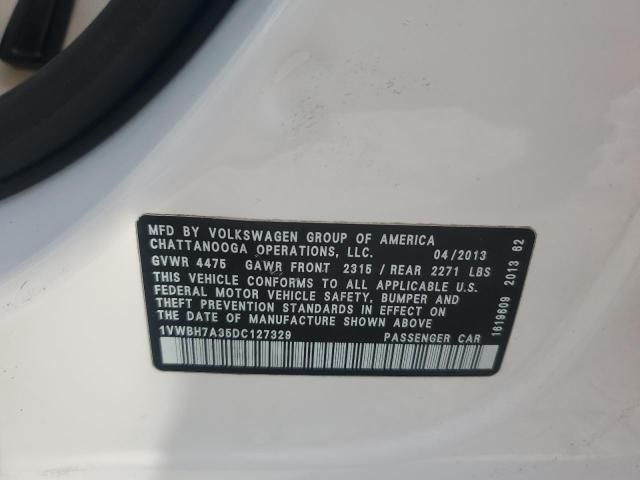 MFD BY VOLKSWAGEN GROUP OF AMERICA
CHATTANOOGA OPERATIONS, LLC. 04/2013
GVWR 4475 GAWR FRONT 2315 / REAR 2271 LBS
THIS VEHICLE CONFORMS TO ALL APPLICABLE U.S.
FEDERAL MOTOR VEHICLE SAFETY, BUMPER AND
THEFT PREVENTION STANDARDS IN EFFECT ON
THE DATE OF MANUFACTURE SHOWN ABOVE
1VWBH7A35DC127329 PASSENGER CAR
1619609 2013 62